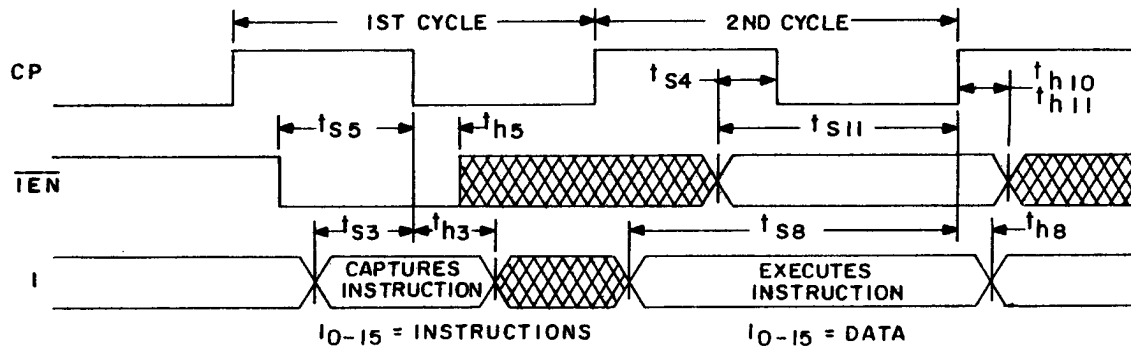 1ST CYCLE 2ND CYCLE
CP tS4 th10
th11
tS5 th5 tS11
IEN
tS3 th3 tS8 th8
I CAPTURES INSTRUCTION EXECUTES INSTRUCTION
I0-15 = INSTRUCTIONS I0-15 = DATA